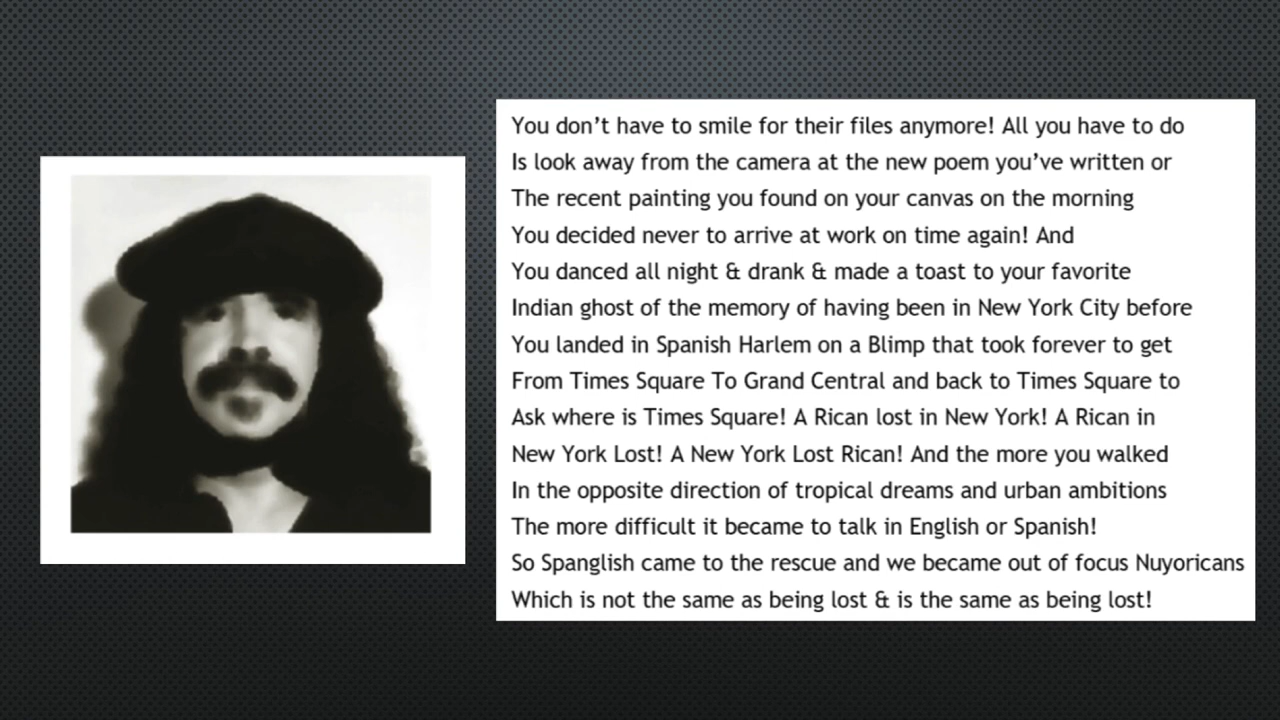 You don’t have to smile for their files anymore! All you have to do
Is look away from the camera at the new poem you’ve written or
The recent painting you found on your canvas on the morning
You decided never to arrive at work on time again! And
You danced all night & drank & made a toast to your favorite
Indian ghost of the memory of having been in New York City before
You landed in Spanish Harlem on a Blimp that took forever to get
From Times Square To Grand Central and back to Times Square to
Ask where is Times Square! A Rican lost in New York! A Rican in
New York Lost! A New York Lost Rican! And the more you walked
In the opposite direction of tropical dreams and urban ambitions
The more difficult it became to talk in English or Spanish!
So Spanglish came to the rescue and we became out of focus Nuyoricans
Which is not the same as being lost & is the same as being lost!